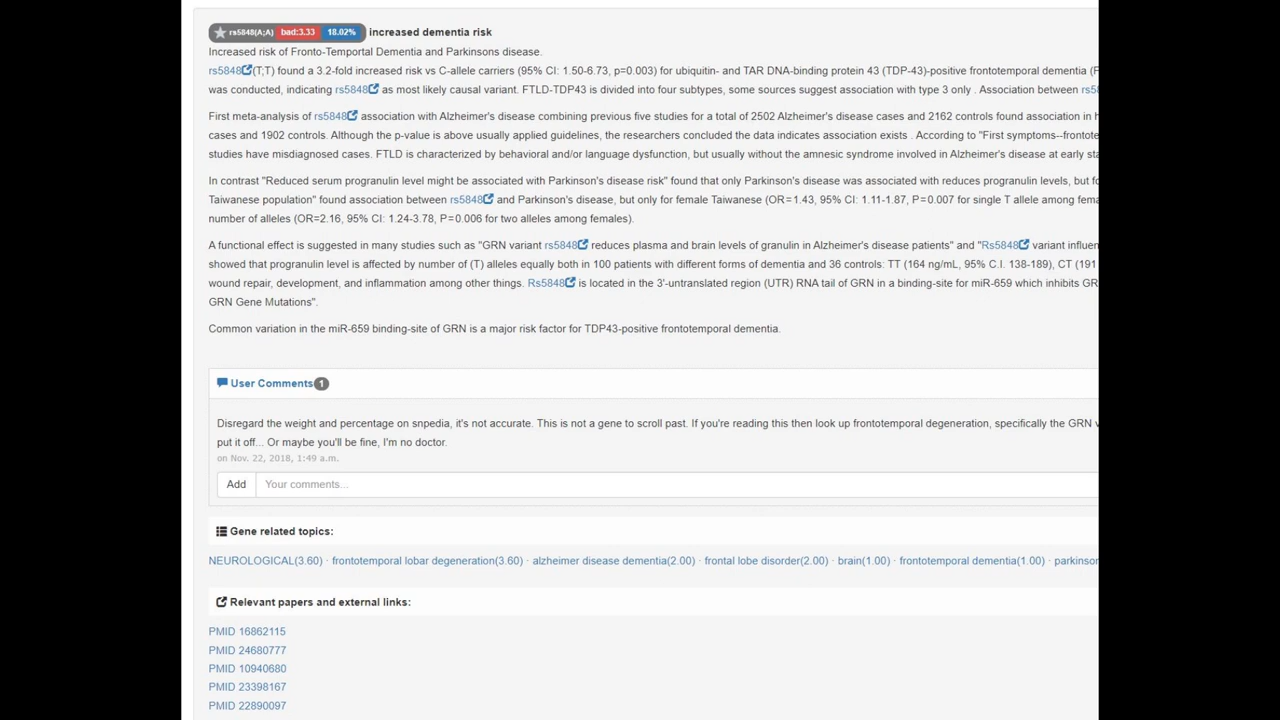 rs5848(A;A) bad:3.33 18.02% increased dementia risk
Increased risk of Fronto-Temportal Dementia and Parkinsons disease.
rs5848(T;T) found a 3.2-fold increased risk vs C-allele carriers (95% CI: 1.50-6.73, p=0.003) for ubiquitin- and TAR DNA-binding protein 43 (TDP-43)-positive frontotemporal dementia (F
was conducted, indicating rs5848 as most likely causal variant. FTLD-TDP43 is divided into four subtypes, some sources suggest association with type 3 only . Association between rs5
First meta-analysis of rs5848 association with Alzheimer's disease combining previous five studies for a total of 2502 Alzheimer's disease cases and 2162 controls found association in h
cases and 1902 controls. Although the p-value is above usually applied guidelines, the researchers concluded the data indicates association exists . According to "First symptoms--frontote
studies have misdiagnosed cases. FTLD is characterized by behavioral and/or language dysfunction, but usually without the amnesic syndrome involved in Alzheimer's disease at early sta
In contrast "Reduced serum progranulin level might be associated with Parkinson's disease risk" found that only Parkinson's disease was associated with reduces progranulin levels, but fo
Taiwanese population" found association between rs5848 and Parkinson's disease, but only for female Taiwanese (OR=1.43, 95% CI: 1.11-1.87, P=0.007 for single T allele among fema
number of alleles (OR=2.16, 95% CI: 1.24-3.78, P=0.006 for two alleles among females).
A functional effect is suggested in many studies such as "GRN variant rs5848 reduces plasma and brain levels of granulin in Alzheimer's disease patients" and "Rs5848 variant influen
showed that progranulin level is affected by number of (T) alleles equally both in 100 patients with different forms of dementia and 36 controls: TT (164 ng/mL, 95% C.I. 138-189), CT (191
wound repair, development, and inflammation among other things. Rs5848 is located in the 3'-untranslated region (UTR) RNA tail of GRN in a binding-site for miR-659 which inhibits GR
GRN Gene Mutations".
Common variation in the miR-659 binding-site of GRN is a major risk factor for TDP43-positive frontotemporal dementia.
User Comments 1
Disregard the weight and percentage on snpedia, it's not accurate. This is not a gene to scroll past. If you're reading this then look up frontotemporal degeneration, specifically the GRN v
put it off... Or maybe you'll be fine, I'm no doctor.
on Nov. 22, 2018, 1:49 a.m.
Add Your comments...
Gene related topics:
NEUROLOGICAL(3.60) · frontotemporal lobar degeneration(3.60) · alzheimer disease dementia(2.00) · frontal lobe disorder(2.00) · brain(1.00) · frontotemporal dementia(1.00) · parkinson
Relevant papers and external links:
PMID 16862115
PMID 24680777
PMID 10940680
PMID 23398167
PMID 22890097